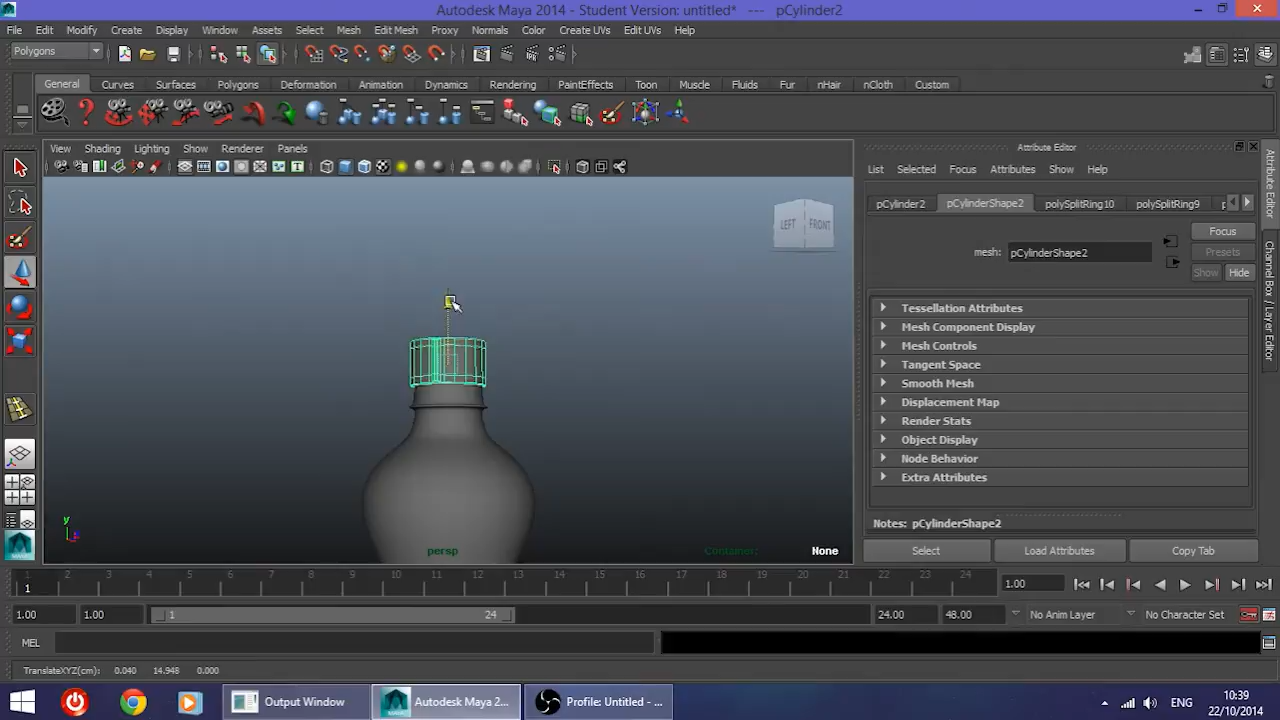 Autodesk Maya 2014 - Student Version: untitled* --- pCylinder2
File Edit Modify Create Display Window Assets Select Mesh Edit Mesh Proxy Normals Color Create UVs Edit UVs Help
Polygons
General Curves Surfaces Polygons Deformation Animation Dynamics Rendering PaintEffects Toon Muscle Fluids Fur nHair nCloth Custom
View Shading Lighting Show Renderer Panels
Attribute Editor
List Selected Focus Attributes Show Help
pCylinder2 pCylinderShape2 polySplitRing10 polySplitRing9
Focus
mesh: pCylinderShape2
Presets
Show Hide
LEFT FRONT
Tessellation Attributes
Mesh Component Display
Mesh Controls
Tangent Space
Smooth Mesh
Displacement Map
Render Stats
Object Display
Node Behavior
Extra Attributes
Attribute Editor
Channel Box / Layer Editor
y
Notes: pCylinderShape2
persp Container: None
Select Load Attributes Copy Tab
1 2 3 4 5 6 7 8 9 10 11 12 13 14 15 16 17 18 19 20 21 22 23 24
1 1.00
1.00 1.00 1 24 24.00 48.00 No Anim Layer No Character Set
MEL
TranslateXYZ(cm): 0.040 14.948 0.000
Output Window Autodesk Maya 2... Profile: Untitled - ... ENG 10:39
22/10/2014